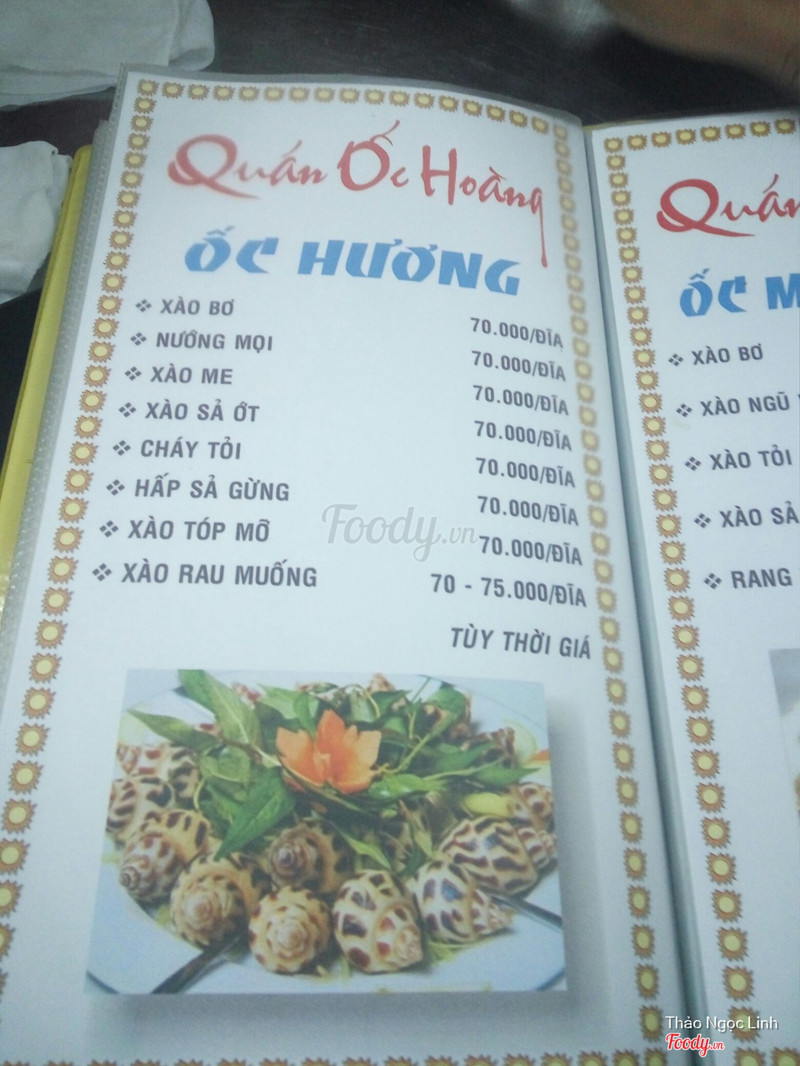 Quán Ốc Hoàng
ỐC HƯƠNG
❖ XÀO BƠ 70.000/ĐĨA
❖ NƯỚNG MỌI 70.000/ĐĨA
❖ XÀO ME 70.000/ĐĨA
❖ XÀO SẢ ỚT 70.000/ĐĨA
❖ CHÁY TỎI 70.000/ĐĨA
❖ HẤP SẢ GỪNG 70.000/ĐĨA
❖ XÀO TÓP MỠ 70.000/ĐĨA
❖ XÀO RAU MUỐNG 70 - 75.000/ĐĨA
TÙY THỜI GIÁ
Foody.vn
Quán
ỐC M
❖ XÀO BƠ
❖ XÀO NGŨ
❖ XÀO TỎI
❖ XÀO SẢ
❖ RANG
Thảo Ngọc Linh
Foody.vn